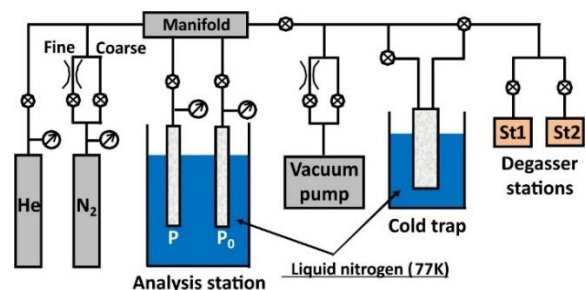 Manifold
Fine
Coarse
He
N₂
P
P₀
Analysis station
Vacuum
pump
Liquid nitrogen (77K)
Cold trap
St1
St2
Degasser
stations